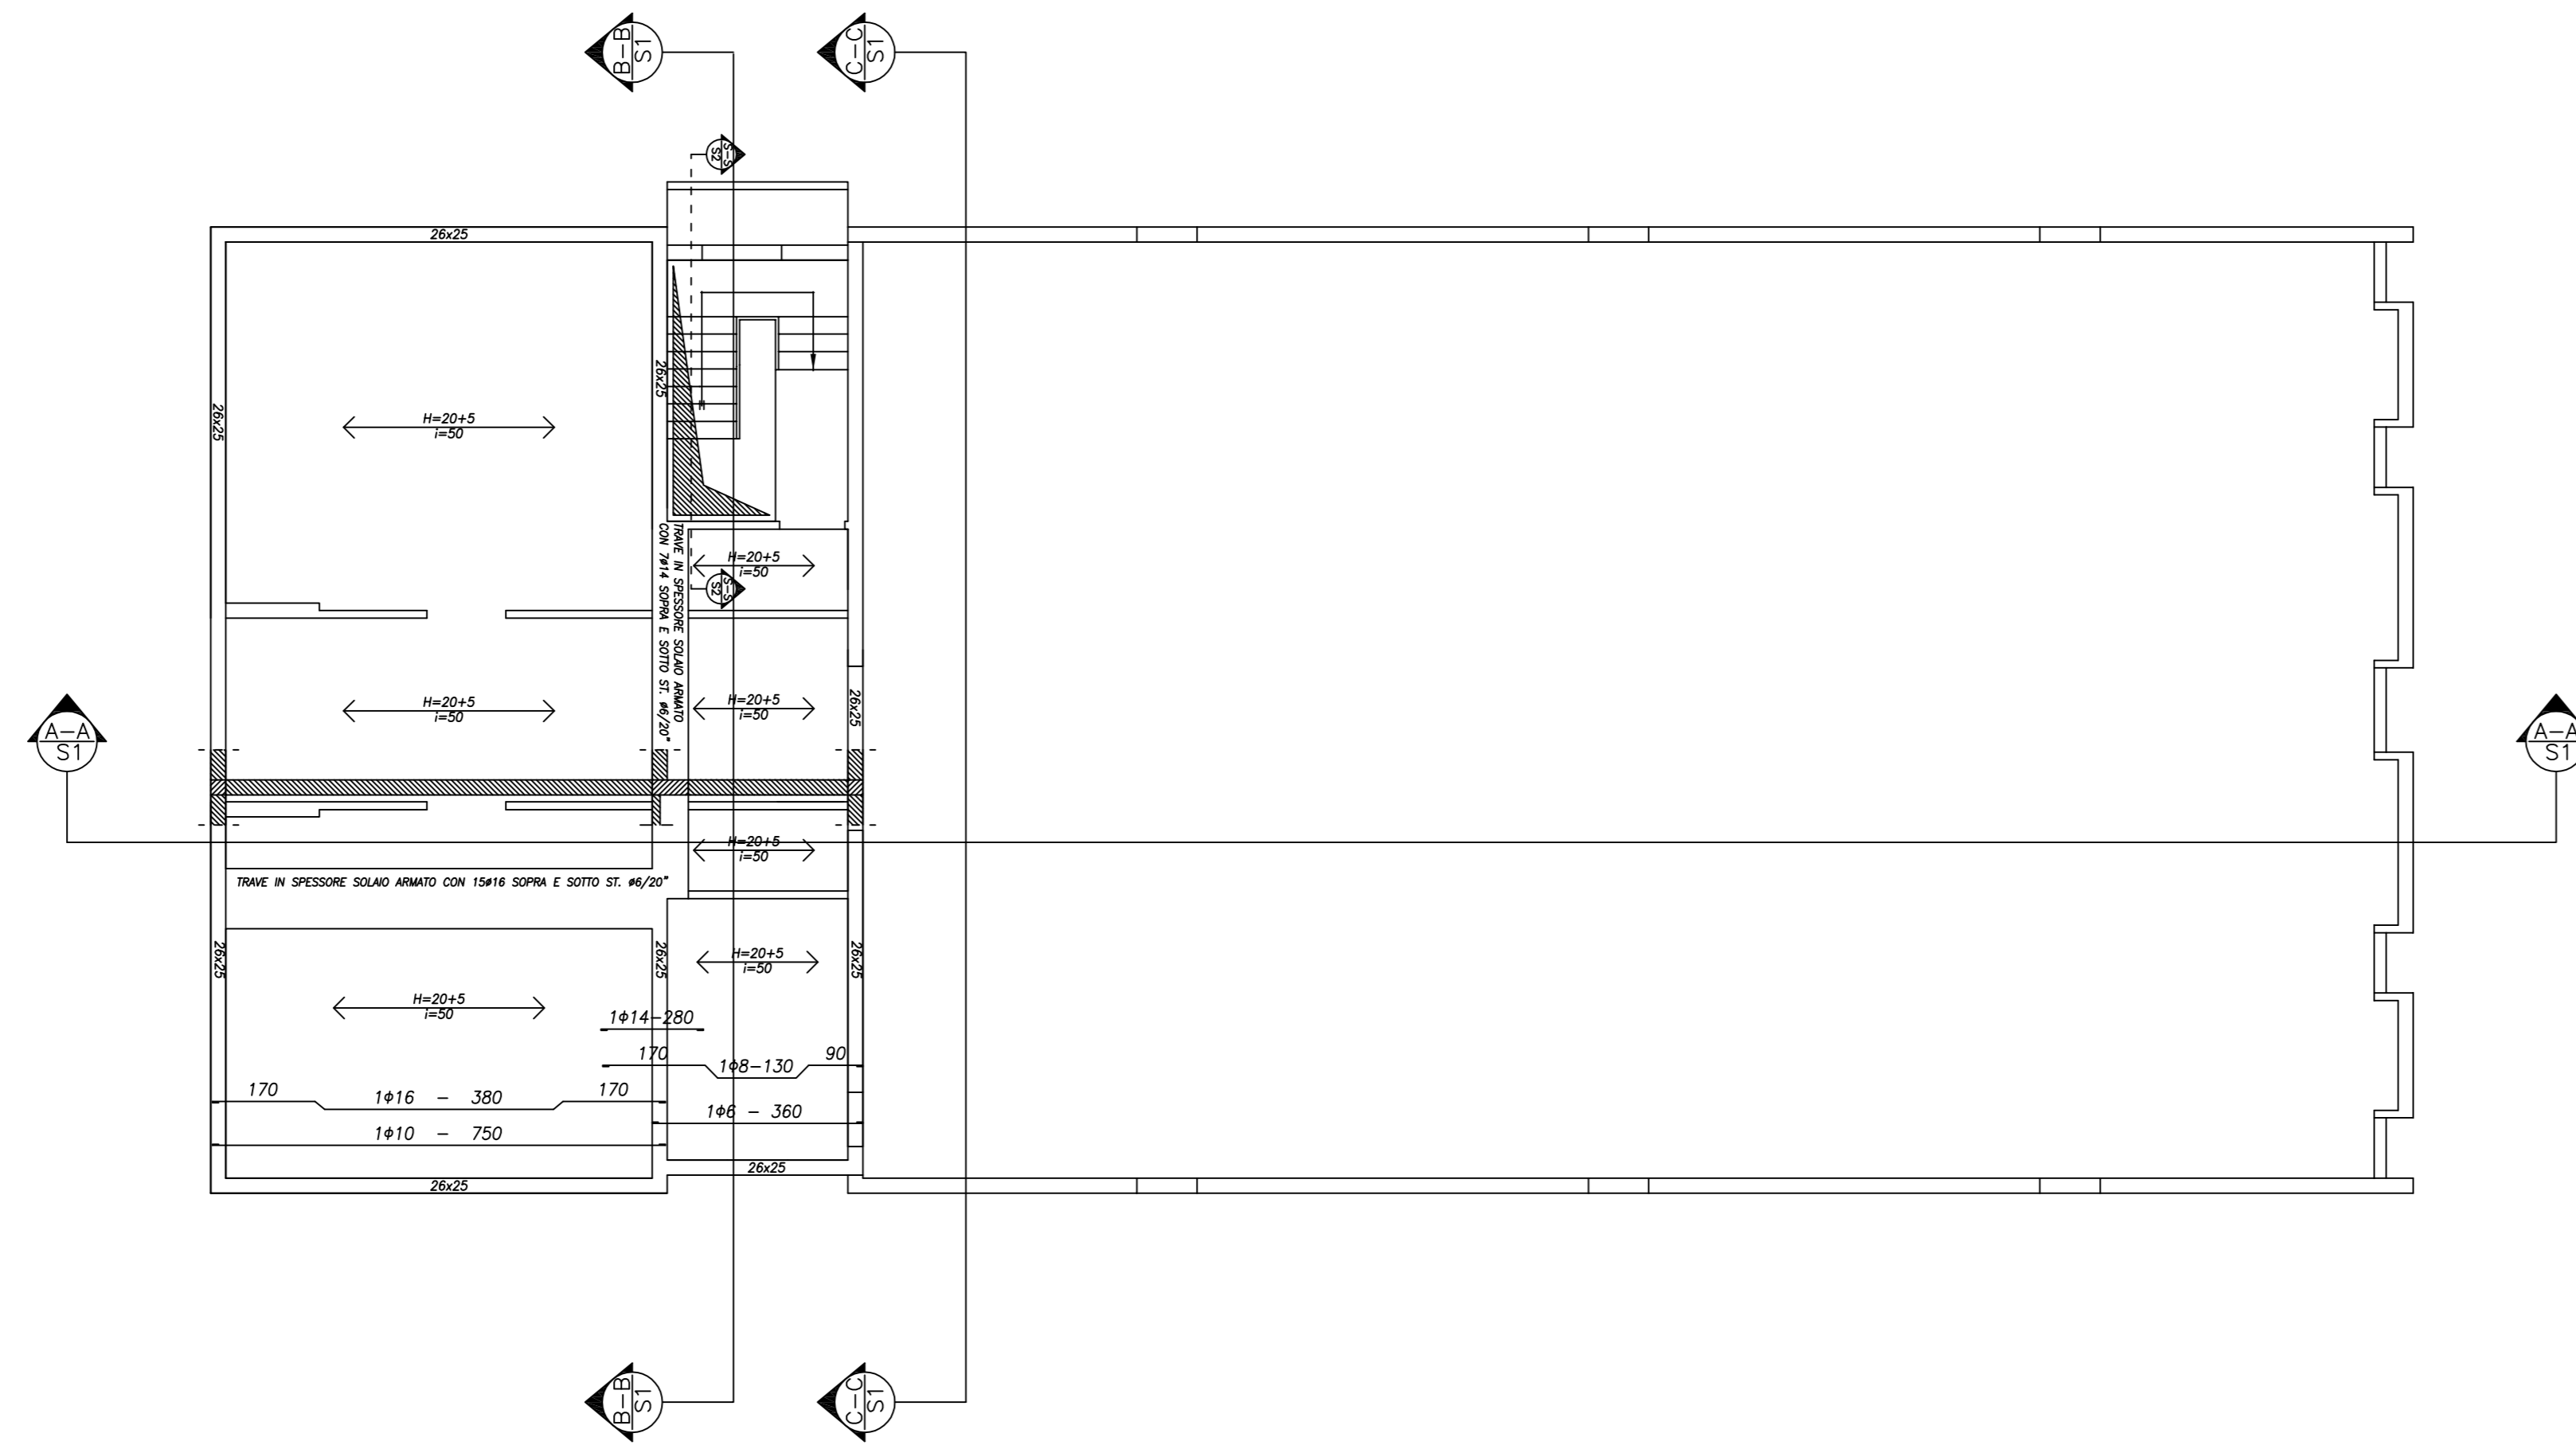 B-B
S1
C-C
S1
S-S
S2
26x25
26x25
26x25
H=20+5
i=50
H=20+5
i=50
S-S
S2
TRAVE IN SPESSORE SOLAIO ARMATO
CON 7ø14 SOPRA E SOTTO ST. ø6/20"
H=20+5
i=50
H=20+5
i=50
26x25
A-A
S1
A-A
S1
H=20+5
i=50
TRAVE IN SPESSORE SOLAIO ARMATO CON 15ø16 SOPRA E SOTTO ST. ø6/20"
26x25
26x25
26x25
H=20+5
i=50
H=20+5
i=50
1ϕ14-280
170
1ϕ8-130
90
170
1ϕ16 - 380
170
1ϕ6 - 360
1ϕ10 - 750
26x25
26x25
B-B
S1
C-C
S1